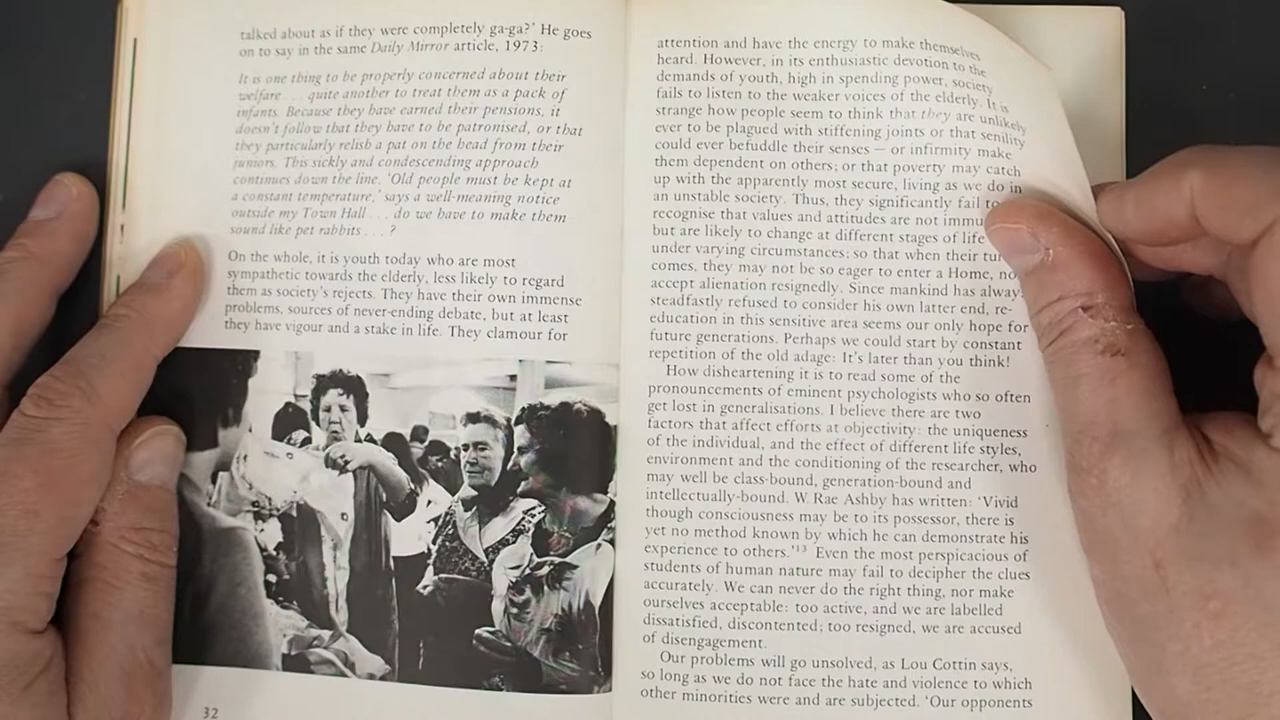 talked about as if they were completely ga-ga?' He goes
on to say in the same Daily Mirror article, 1973:
It is one thing to be properly concerned about their
welfare . . . quite another to treat them as a pack of
infants. Because they have earned their pensions, it
doesn't follow that they have to be patronised, or that
they particularly relish a pat on the head from their
juniors. This sickly and condescending approach
continues down the line. 'Old people must be kept at
a constant temperature,' says a well-meaning notice
outside my Town Hall . . . do we have to make them
sound like pet rabbits . . . ?
On the whole, it is youth today who are most
sympathetic towards the elderly, less likely to regard
them as society's rejects. They have their own immense
problems, sources of never-ending debate, but at least
they have vigour and a stake in life. They clamour for
32
attention and have the energy to make themselves
heard. However, in its enthusiastic devotion to the
demands of youth, high in spending power, society
fails to listen to the weaker voices of the elderly. It is
strange how people seem to think that they are unlikely
ever to be plagued with stiffening joints or that senility
could ever befuddle their senses — or infirmity make
them dependent on others; or that poverty may catch
up with the apparently most secure, living as we do in
an unstable society. Thus, they significantly fail to
recognise that values and attitudes are not
but are likely to change at different stages of life
under varying circumstances; so that when their
comes, they may not be so eager to enter a Home,
accept alienation resignedly. Since mankind has always
steadfastly refused to consider his own latter end, re-
education in this sensitive area seems our only hope for
future generations. Perhaps we could start by constant
repetition of the old adage: It's later than you think!
How disheartening it is to read some of the
pronouncements of eminent psychologists who so often
get lost in generalisations. I believe there are two
factors that affect efforts at objectivity: the uniqueness
of the individual, and the effect of different life styles,
environment and the conditioning of the researcher, who
may well be class-bound, generation-bound and
intellectually-bound. W. Rae Ashby has written: 'Vivid
though consciousness may be to its possessor, there is
yet no method known by which he can demonstrate his
experience to others.'13 Even the most perspicacious of
students of human nature may fail to decipher the clues
accurately. We can never do the right thing, nor make
ourselves acceptable: too active, and we are labelled
dissatisfied, discontented; too resigned, we are accused
of disengagement.
Our problems will go unsolved, as Lou Cottin says,
so long as we do not face the hate and violence to which
other minorities were and are subjected. 'Our opponents